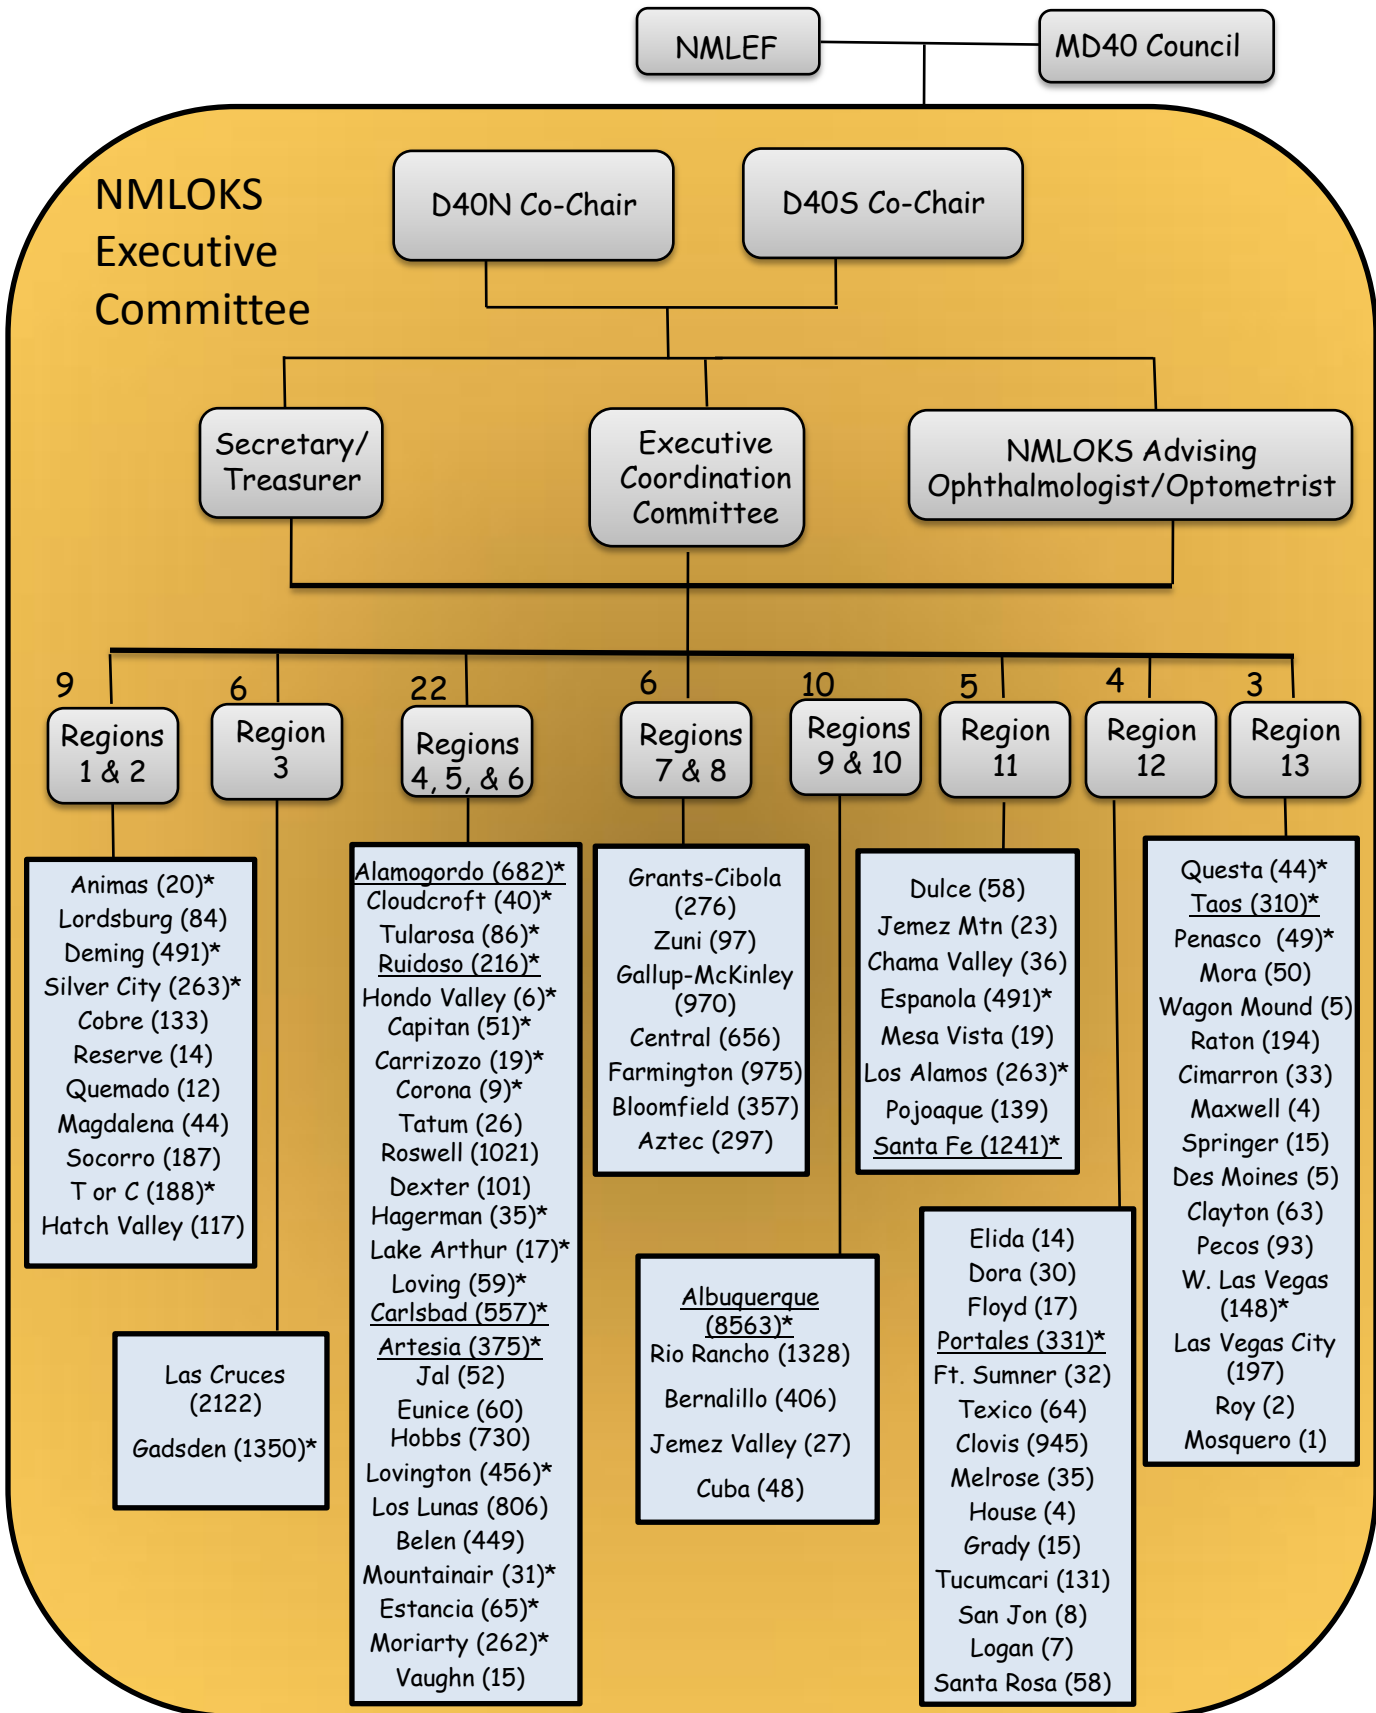 NMLEF
MD40 Council
NMLOKS
Executive
Committee
D40N Co-Chair
D40S Co-Chair
Secretary/
Treasurer
Executive
Coordination
Committee
NMLOKS Advising
Ophthalmologist/Optometrist
9
Regions
1 & 2
6
Region
3
22
Regions
4, 5, & 6
6
Regions
7 & 8
10
Regions
9 & 10
5
Region
11
4
Region
12
3
Region
13
Animas (20)*
Lordsburg (84)
Deming (491)*
Silver City (263)*
Cobre (133)
Reserve (14)
Quemado (12)
Magdalena (44)
Socorro (187)
T or C (188)*
Hatch Valley (117)
Las Cruces
(2122)
Gadsden (1350)*
Alamogordo (682)*
Cloudcroft (40)*
Tularosa (86)*
Ruidoso (216)*
Hondo Valley (6)*
Capitan (51)*
Carrizozo (19)*
Corona (9)*
Tatum (26)
Roswell (1021)
Dexter (101)
Hagerman (35)*
Lake Arthur (17)*
Loving (59)*
Carlsbad (557)*
Artesia (375)*
Jal (52)
Eunice (60)
Hobbs (730)
Lovington (456)*
Los Lunas (806)
Belen (449)
Mountainair (31)*
Estancia (65)*
Moriarty (262)*
Vaughn (15)
Grants-Cibola
(276)
Zuni (97)
Gallup-McKinley
(970)
Central (656)
Farmington (975)
Bloomfield (357)
Aztec (297)
Albuquerque
(8563)*
Rio Rancho (1328)
Bernalillo (406)
Jemez Valley (27)
Cuba (48)
Dulce (58)
Jemez Mtn (23)
Chama Valley (36)
Espanola (491)*
Mesa Vista (19)
Los Alamos (263)*
Pojoaque (139)
Santa Fe (1241)*
Elida (14)
Dora (30)
Floyd (17)
Portales (331)*
Ft. Sumner (32)
Texico (64)
Clovis (945)
Melrose (35)
House (4)
Grady (15)
Tucumcari (131)
San Jon (8)
Logan (7)
Santa Rosa (58)
Questa (44)*
Taos (310)*
Penasco (49)*
Mora (50)
Wagon Mound (5)
Raton (194)
Cimarron (33)
Maxwell (4)
Springer (15)
Des Moines (5)
Clayton (63)
Pecos (93)
W. Las Vegas
(148)*
Las Vegas City
(197)
Roy (2)
Mosquero (1)